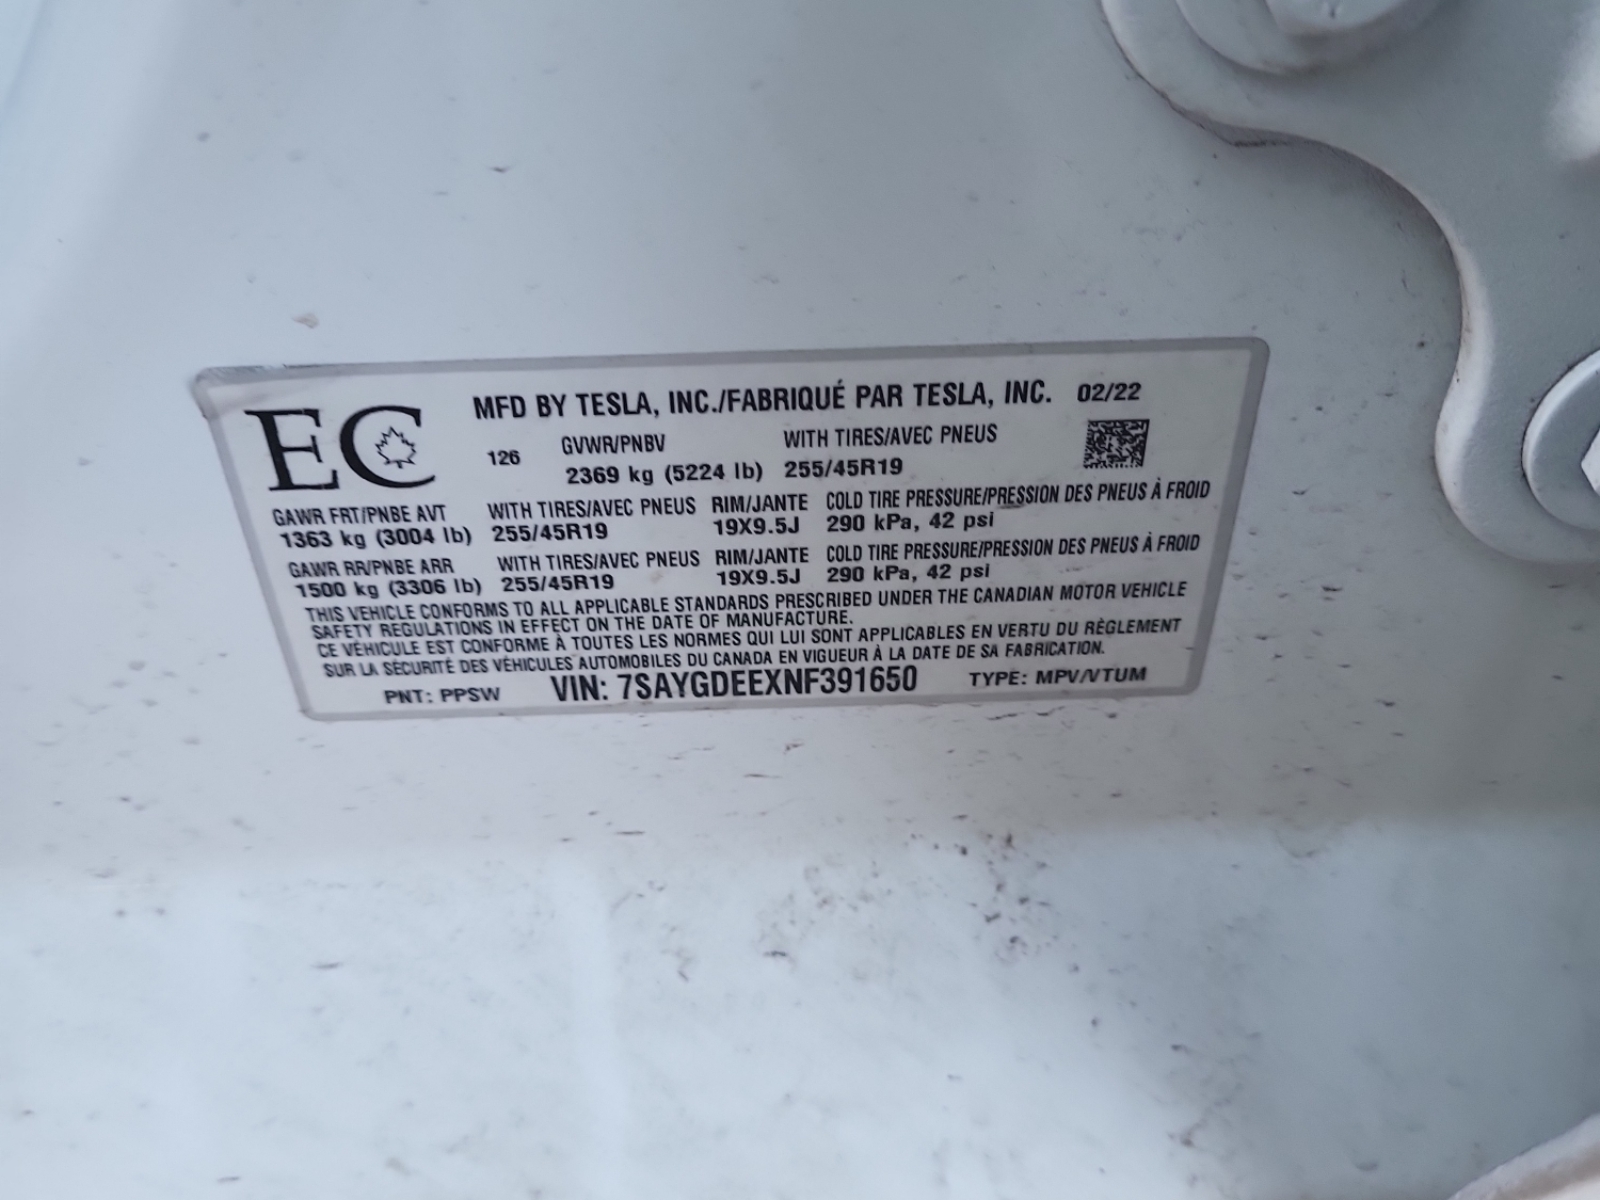 EC
MFD BY TESLA, INC./FABRIQUÉ PAR TESLA, INC. 02/22
126 GVWR/PNBV WITH TIRES/AVEC PNEUS
2369 kg (5224 lb) 255/45R19
GAWR FRT/PNBE AVT WITH TIRES/AVEC PNEUS RIM/JANTE COLD TIRE PRESSURE/PRESSION DES PNEUS À FROID
1363 kg (3004 lb) 255/45R19 19X9.5J 290 kPa, 42 psi
GAWR RR/PNBE ARR WITH TIRES/AVEC PNEUS RIM/JANTE COLD TIRE PRESSURE/PRESSION DES PNEUS À FROID
1500 kg (3306 lb) 255/45R19 19X9.5J 290 kPa, 42 psi
THIS VEHICLE CONFORMS TO ALL APPLICABLE STANDARDS PRESCRIBED UNDER THE CANADIAN MOTOR VEHICLE
SAFETY REGULATIONS IN EFFECT ON THE DATE OF MANUFACTURE.
CE VÉHICULE EST CONFORME À TOUTES LES NORMES QUI LUI SONT APPLICABLES EN VERTU DU RÈGLEMENT
SUR LA SÉCURITÉ DES VÉHICULES AUTOMOBILES DU CANADA EN VIGUEUR À LA DATE DE SA FABRICATION.
PNT: PPSW VIN: 7SAYGDEEXNF391650 TYPE: MPV/VTUM